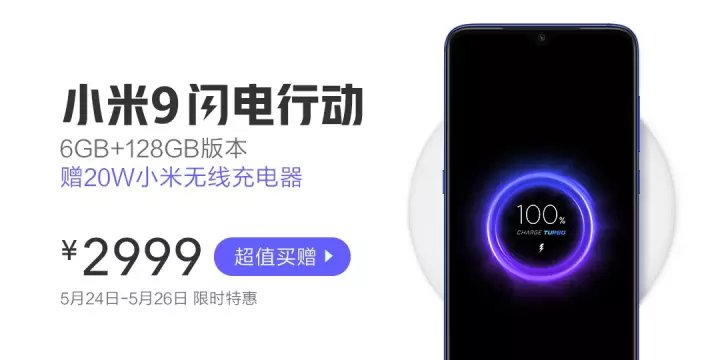 小米9 闪电行动
6GB+128GB版本
赠20W小米无线充电器
¥2999 超值买赠
5月24日-5月26日 限时特惠
100%
CHARGE TURBO